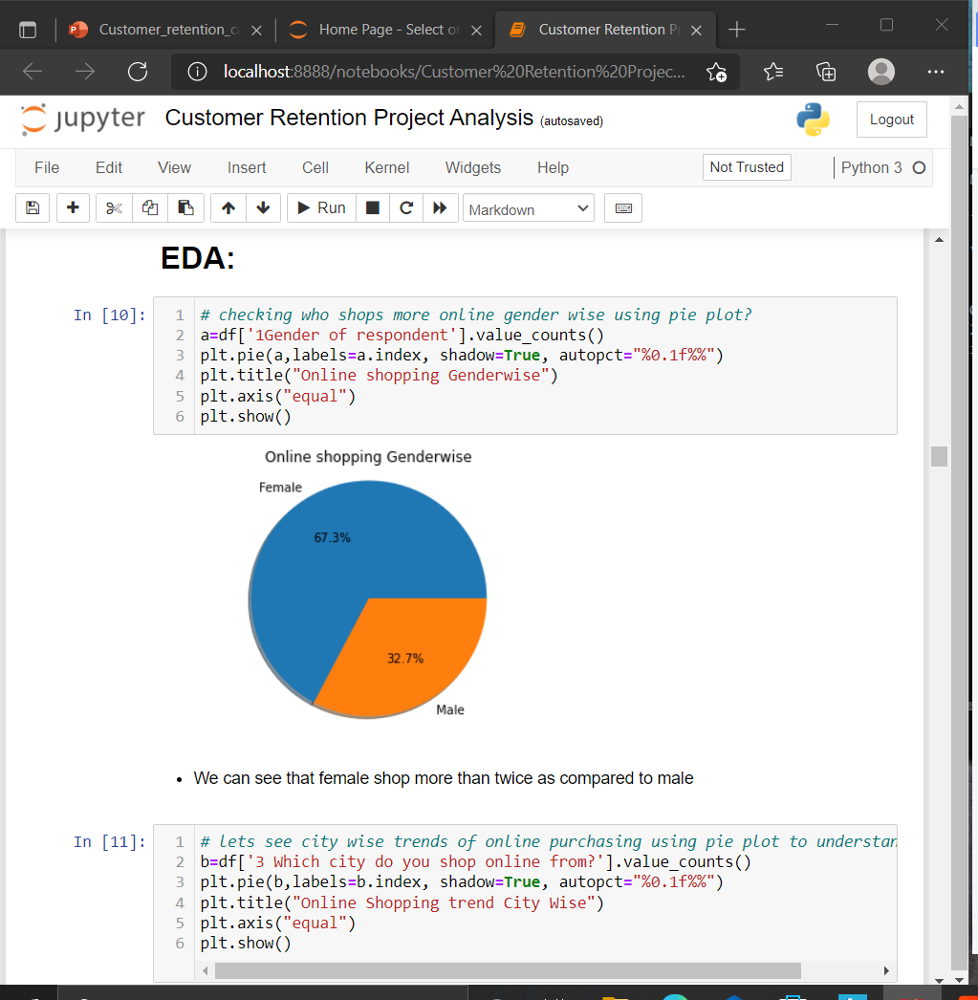 Customer_retention_ca
Home Page - Select or
Customer Retention Pr
localhost:8888/notebooks/Customer%20Retention%20Projec...
jupyter
Customer Retention Project Analysis (autosaved)
Logout
File Edit View Insert Cell Kernel Widgets Help
Not Trusted
Python 3
Run
Markdown
EDA:
In [10]:
1 # checking who shops more online gender wise using pie plot?
2 a=df['1Gender of respondent'].value_counts()
3 plt.pie(a,labels=a.index, shadow=True, autopct="%0.1f%%")
4 plt.title("Online shopping Genderwise")
5 plt.axis("equal")
6 plt.show()
Online shopping Genderwise
Female
67.3%
32.7%
Male
• We can see that female shop more than twice as compared to male
In [11]:
1 # lets see city wise trends of online purchasing using pie plot to understan
2 b=df['3 Which city do you shop online from?'].value_counts()
3 plt.pie(b,labels=b.index, shadow=True, autopct="%0.1f%%")
4 plt.title("Online Shopping trend City Wise")
5 plt.axis("equal")
6 plt.show()